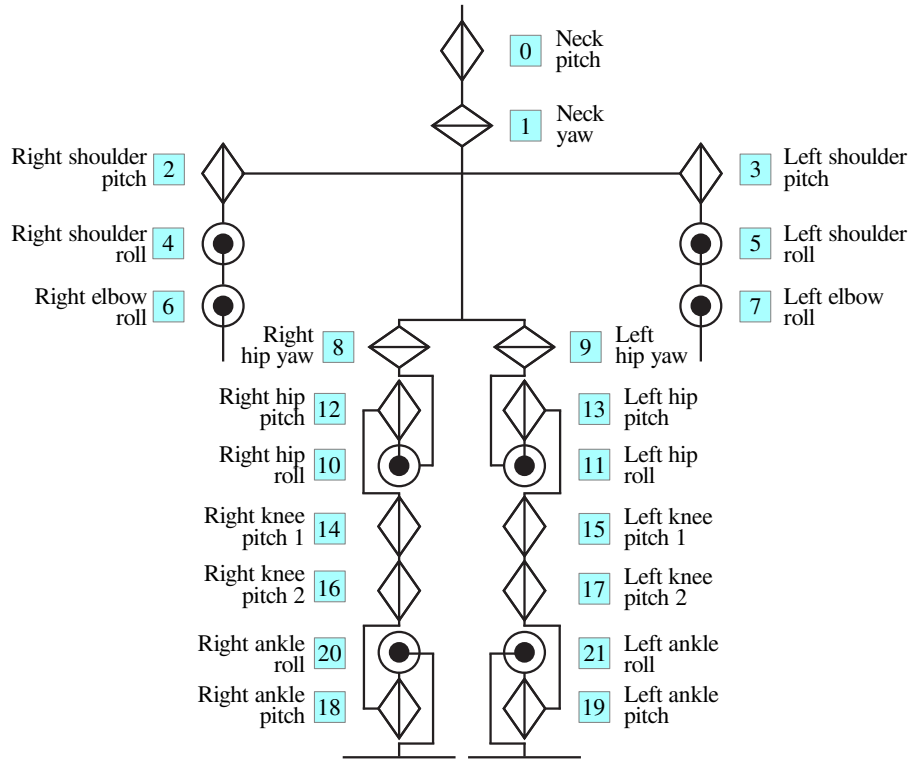 0 Neck
pitch
1 Neck
yaw
Right shoulder
pitch 2
3 Left shoulder
pitch
Right shoulder
roll 4
5 Left shoulder
roll
Right elbow
roll 6
7 Left elbow
roll
Right
hip yaw 8
9 Left
hip yaw
Right hip
pitch 12
13 Left hip
pitch
Right hip
roll 10
11 Left hip
roll
Right knee
pitch 1 14
15 Left knee
pitch 1
Right knee
pitch 2 16
17 Left knee
pitch 2
Right ankle
roll 20
21 Left ankle
roll
Right ankle
pitch 18
19 Left ankle
pitch